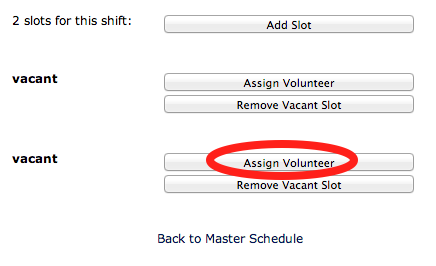 2 slots for this shift:
Add Slot
vacant
Assign Volunteer
Remove Vacant Slot
vacant
Assign Volunteer
Remove Vacant Slot
Back to Master Schedule